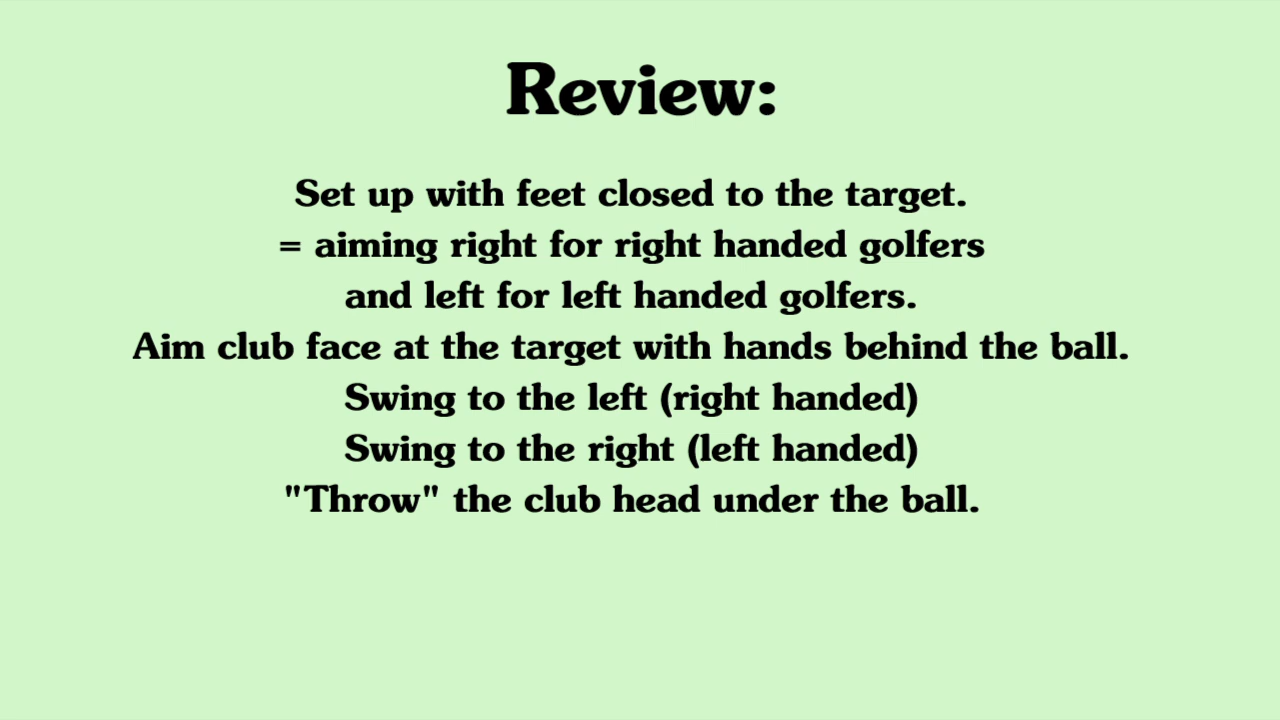 Review:
Set up with feet closed to the target.
= aiming right for right handed golfers
and left for left handed golfers.
Aim club face at the target with hands behind the ball.
Swing to the left (right handed)
Swing to the right (left handed)
"Throw" the club head under the ball.